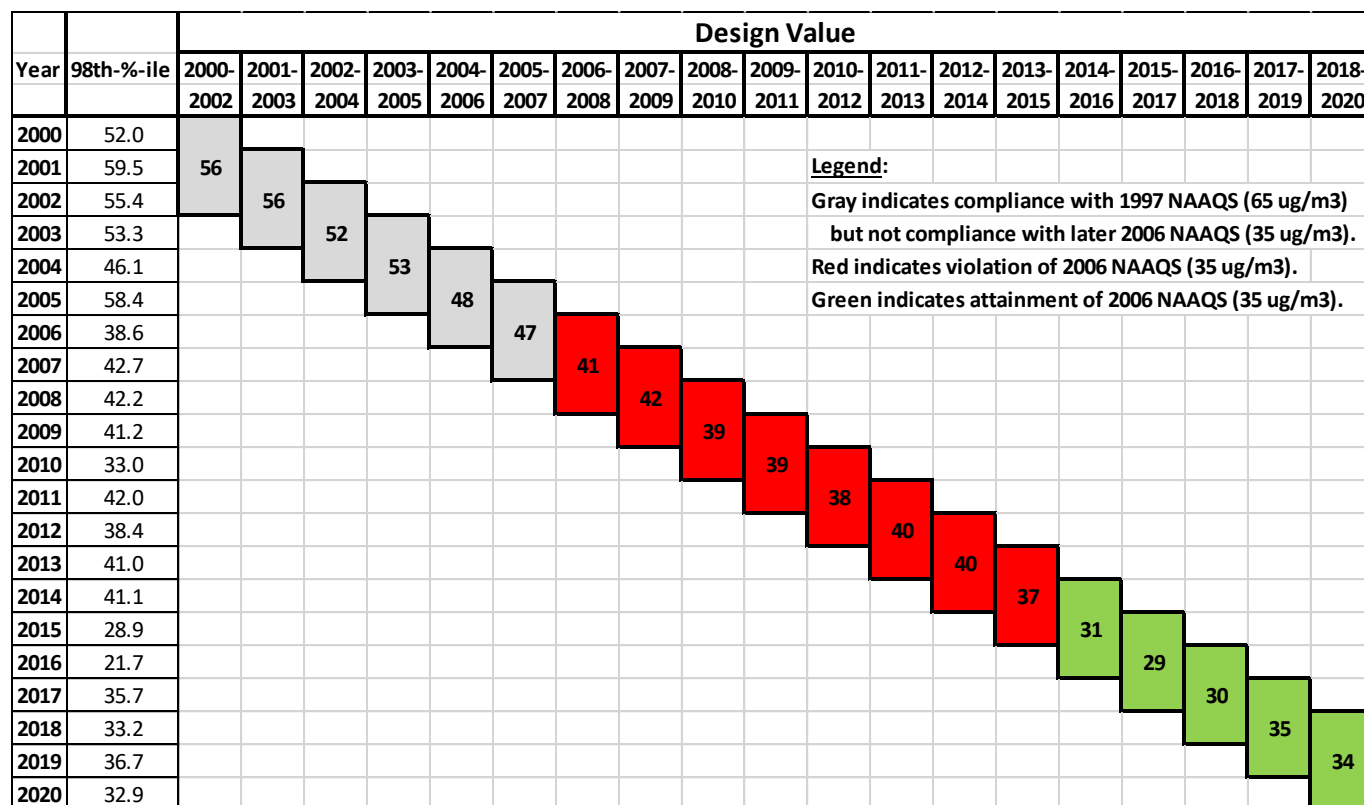 Design Value
Year 98th-%-ile 2000- 2001- 2002- 2003- 2004- 2005- 2006- 2007- 2008- 2009- 2010- 2011- 2012- 2013- 2014- 2015- 2016- 2017- 2018-
2002 2003 2004 2005 2006 2007 2008 2009 2010 2011 2012 2013 2014 2015 2016 2017 2018 2019 2020
2000 52.0
2001 59.5 56 Legend:
2002 55.4 56 Gray indicates compliance with 1997 NAAQS (65 ug/m3)
2003 53.3 52 but not compliance with later 2006 NAAQS (35 ug/m3).
2004 46.1 53 Red indicates violation of 2006 NAAQS (35 ug/m3).
2005 58.4 48 Green indicates attainment of 2006 NAAQS (35 ug/m3).
2006 38.6 47
2007 42.7 41
2008 42.2 42
2009 41.2 39
2010 33.0 39
2011 42.0 38
2012 38.4 40
2013 41.0 40
2014 41.1 37
2015 28.9 31
2016 21.7 29
2017 35.7 30
2018 33.2 35
2019 36.7 34
2020 32.9